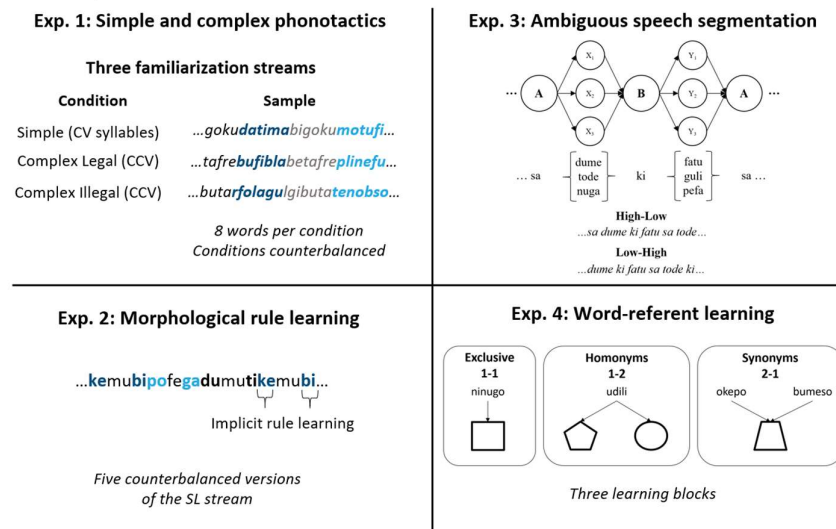 Exp. 1: Simple and complex phonotactics
Three familiarization streams
Condition Sample
Simple (CV syllables) ...gokudatimabigokumotufi...
Complex Legal (CCV) ...tafrebufiblabetafreplinefu...
Complex Illegal (CCV) ...butarfolagulgibutatenobso...
8 words per condition
Conditions counterbalanced
Exp. 3: Ambiguous speech segmentation
X₁ Y₁
... A X₂ B Y₂ A ...
X₃ Y₃
dume fatu
... sa tode ki guli sa ...
nuga pefa
High-Low
...sa dume ki fatu sa tode...
Low-High
...dume ki fatu sa tode ki...
Exp. 2: Morphological rule learning
...kemubipofegadumutikemubi...
Implicit rule learning
Five counterbalanced versions
of the SL stream
Exp. 4: Word-referent learning
Exclusive Homonyms Synonyms
1-1 1-2 2-1
ninugo udili okepo bumeso
Three learning blocks